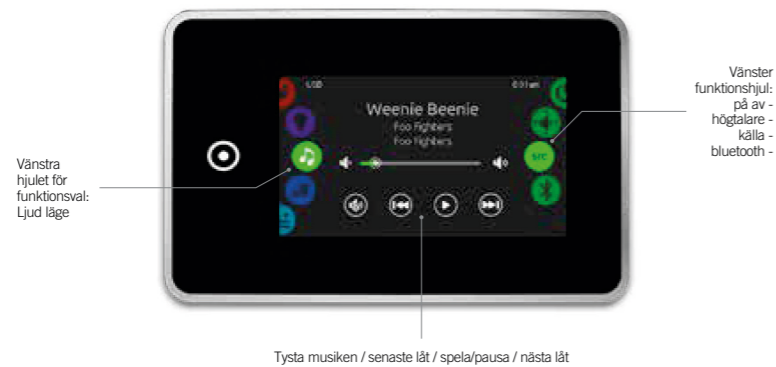 USB
Weenie Beenie
Foo Fighters
Foo Fighters
SRC
Vänster
funktionshjul:
på av -
högtalare -
källa -
bluetooth -
Vänstra
hjulet för
funktionsval:
Ljud läge
Tysta musiken / senaste låt / spela/pausa / nästa låt